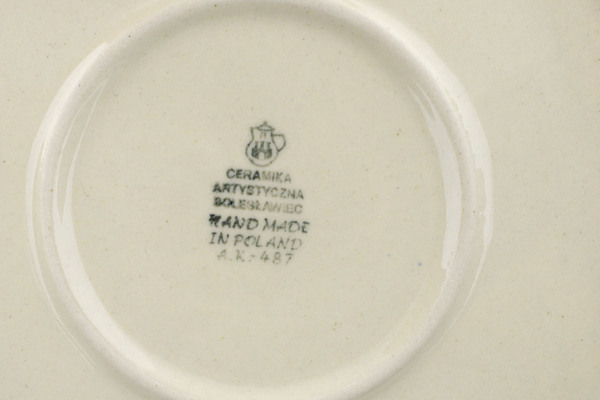 CERAMIKA
ARTYSTYCZNA
BOLESŁAWIEC
HAND MADE
IN POLAND
A.K.-487